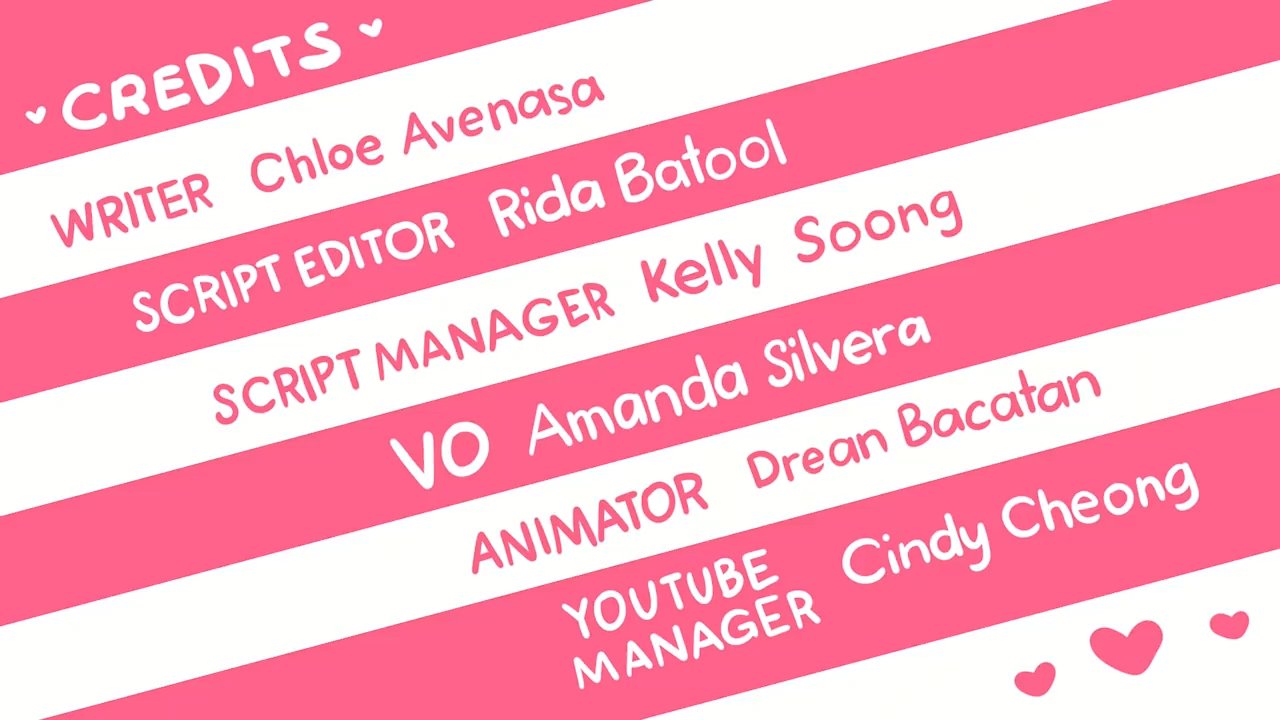 CREDITS
WRITER Chloe Avenasa
SCRIPT EDITOR Rida Batool
SCRIPT MANAGER Kelly Soong
VO Amanda Silvera
ANIMATOR Drean Bacatan
YOUTUBE MANAGER Cindy Cheong